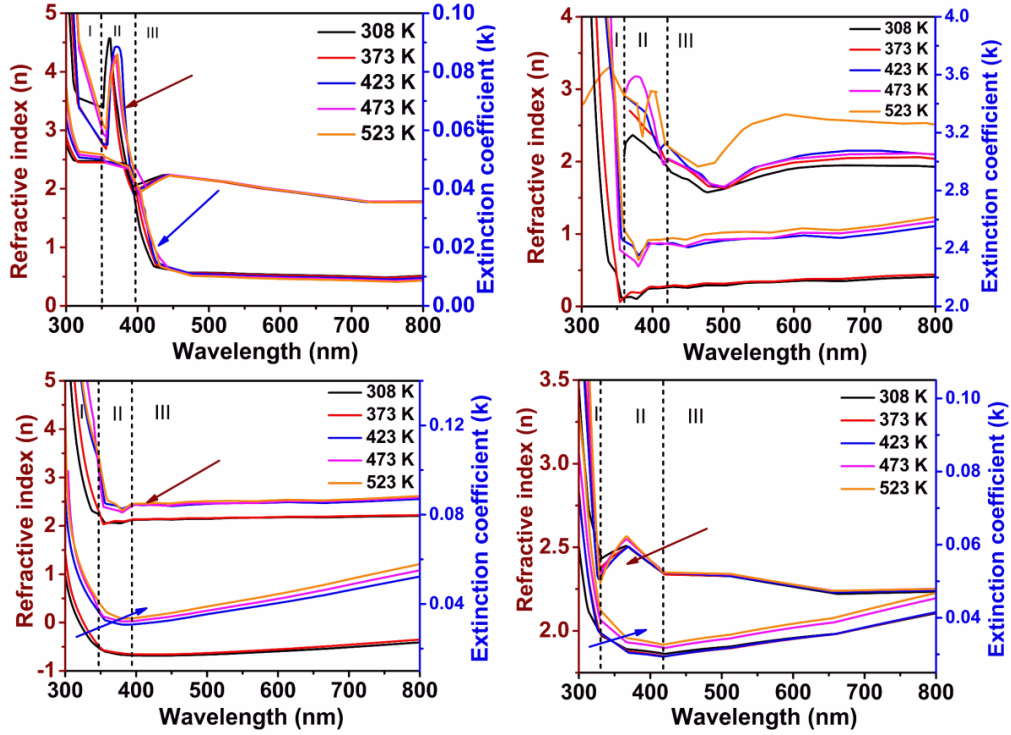 Refractive index (n)
5
4
3
2
1
0
I
II
III
308 K
373 K
423 K
473 K
523 K
0.10
0.08
0.06
0.04
0.02
0.00
Extinction coefficient (k)
300 400 500 600 700 800
Wavelength (nm)
Refractive index (n)
4
3
2
1
0
I
II
III
308 K
373 K
423 K
473 K
523 K
4.0
3.6
3.2
2.8
2.4
2.0
Extinction coefficient (k)
300 400 500 600 700 800
Wavelength (nm)
Refractive index (n)
5
4
3
2
1
0
-1
I
II
III
308 K
373 K
423 K
473 K
523 K
0.12
0.08
0.04
Extinction coefficient (k)
300 400 500 600 700 800
Wavelength (nm)
Refractive index (n)
3.5
3.0
2.5
2.0
I
II
III
308 K
373 K
423 K
473 K
523 K
0.10
0.08
0.06
0.04
Extinction coefficient (k)
300 400 500 600 700 800
Wavelength (nm)